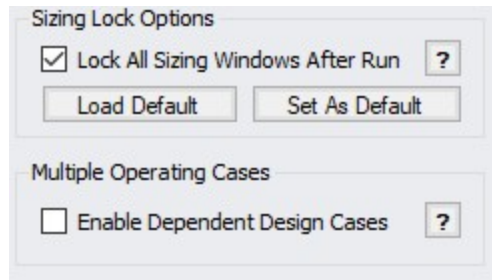 Sizing Lock Options
Lock All Sizing Windows After Run ?
Load Default Set As Default
Multiple Operating Cases
Enable Dependent Design Cases ?